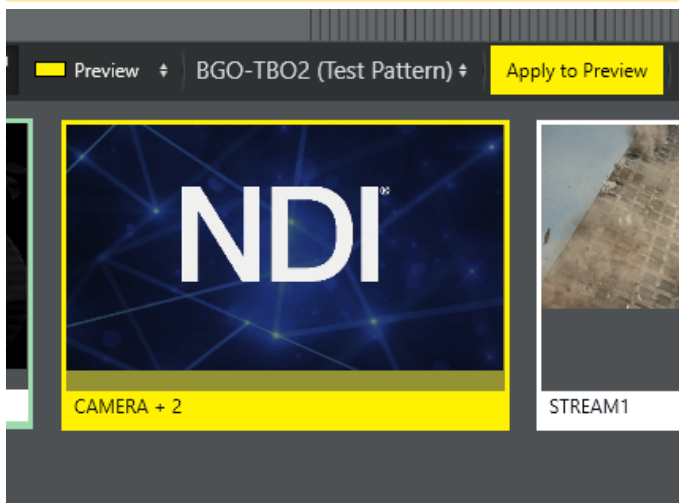 Preview
BGO-TBO2 (Test Pattern)
Apply to Preview
NDI®
CAMERA + 2
STREAM1